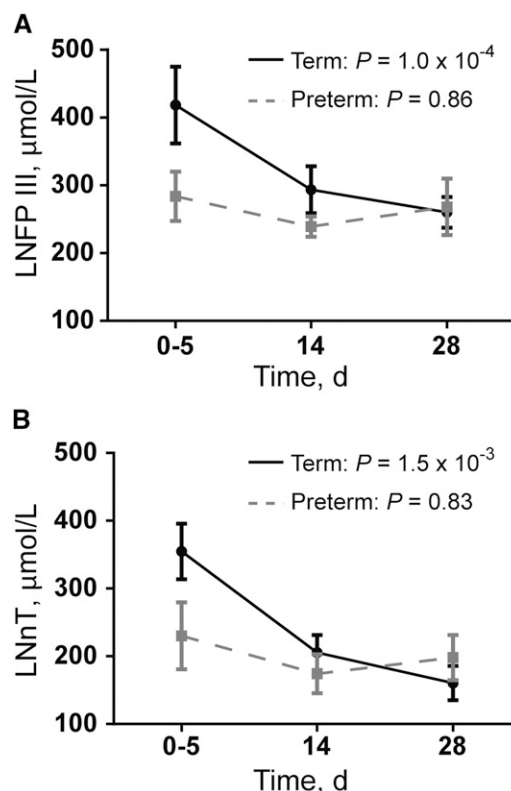 A
500
400
300
200
100
LNFP III, μmol/L
Term: P = 1.0 x 10⁻⁴
Preterm: P = 0.86
0-5 14 28
Time, d
B
500
400
300
200
100
LNnT, μmol/L
Term: P = 1.5 x 10⁻³
Preterm: P = 0.83
0-5 14 28
Time, d